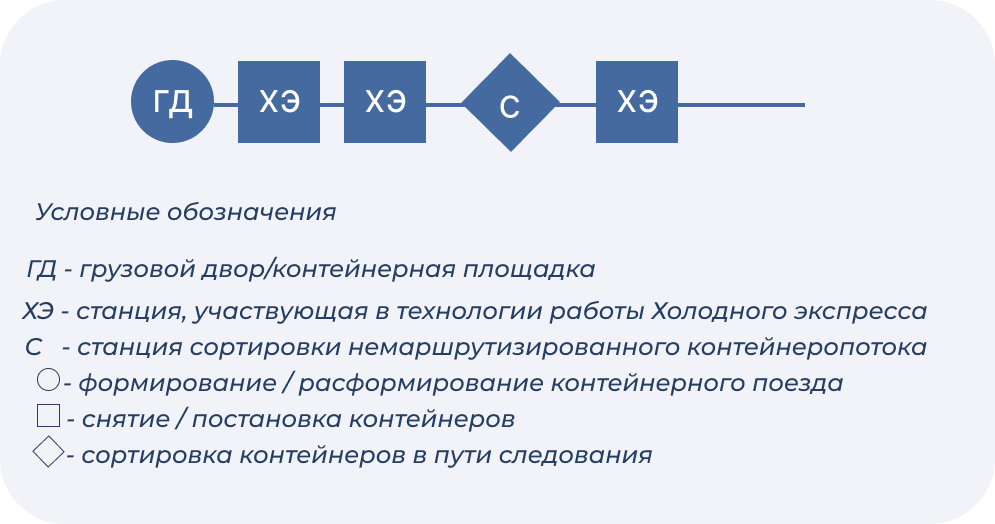 ГД ХЭ ХЭ С ХЭ
Условные обозначения
ГД - грузовой двор/контейнерная площадка
ХЭ - станция, участвующая в технологии работы Холодного экспресса
С - станция сортировки немаршрутизированного контейнеропотока
- формирование / расформирование контейнерного поезда
- снятие / постановка контейнеров
- сортировка контейнеров в пути следования